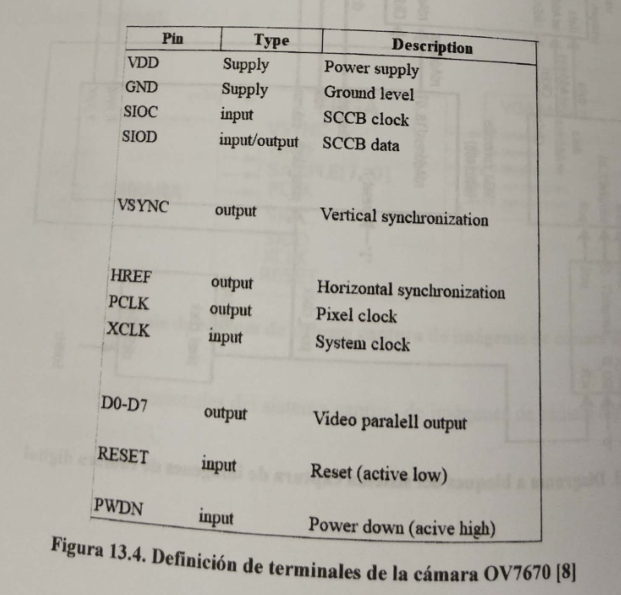 Pin Type Description
VDD Supply Power supply
GND Supply Ground level
SIOC input SCCB clock
SIOD input/output SCCB data
VSYNC output Vertical synchronization
HREF output Horizontal synchronization
PCLK output Pixel clock
XCLK input System clock
D0-D7 output Video paralell output
RESET input Reset (active low)
PWDN input Power down (acive high)
Figura 13.4. Definición de terminales de la cámara OV7670 [8]